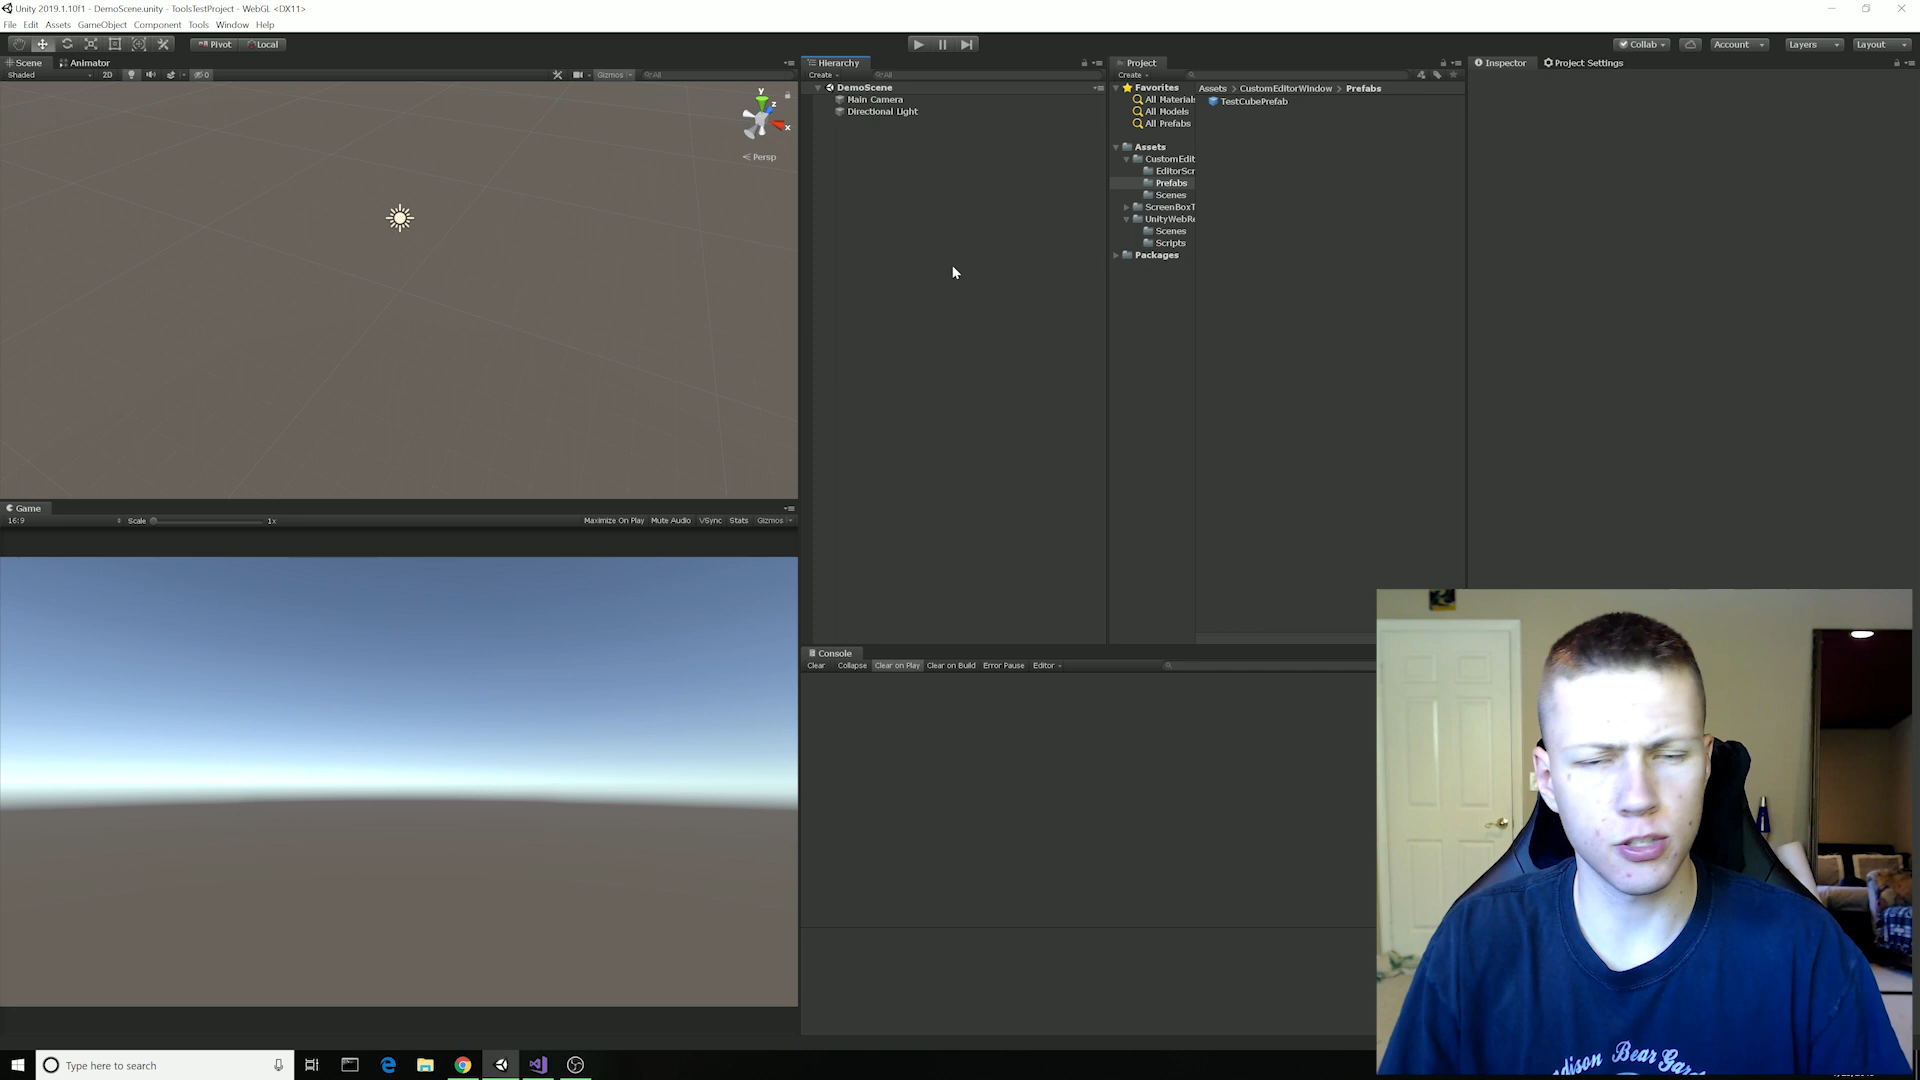 Unity 2019.1.10f1 - DemoScene.unity - ToolsTestProject - WebGL <DX11>
File Edit Assets GameObject Component Tools Window Help
Pivot Local
Collab Account Layers Layout
Scene Animator
Shaded 2D 0 Gizmos All
y
z
x
Persp
Hierarchy
Create All
DemoScene
Main Camera
Directional Light
Project
Create
Favorites
All Materials
All Models
All Prefabs
Assets
CustomEdit
EditorScr
Prefabs
Scenes
ScreenBoxT
UnityWebRe
Scenes
Scripts
Packages
Assets CustomEditorWindow Prefabs
TestCubePrefab
Inspector Project Settings
Game
16:9 Scale 1x Maximize On Play Mute Audio VSync Stats Gizmos
Console
Clear Collapse Clear on Play Clear on Build Error Pause Editor
Type here to search